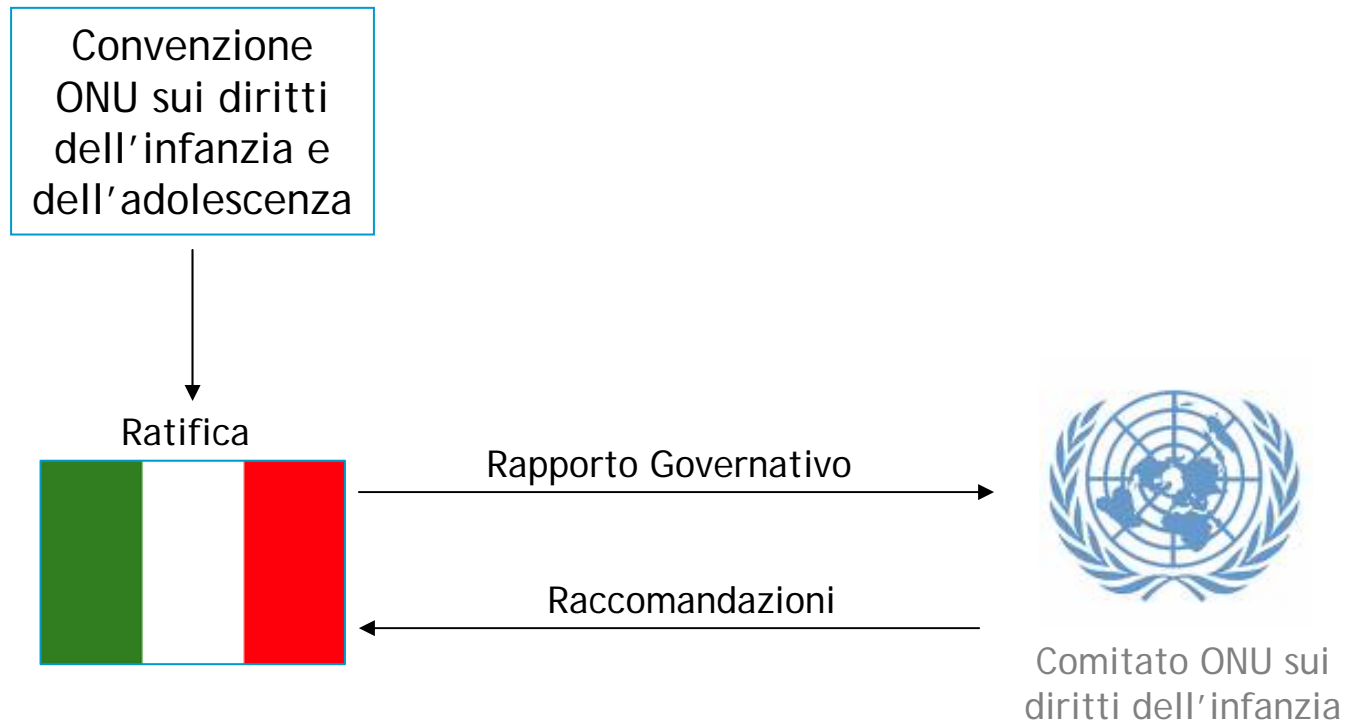 Convenzione
ONU sui diritti
dell’infanzia e
dell’adolescenza
Ratifica
Rapporto Governativo
Raccomandazioni
Comitato ONU sui
diritti dell’infanzia